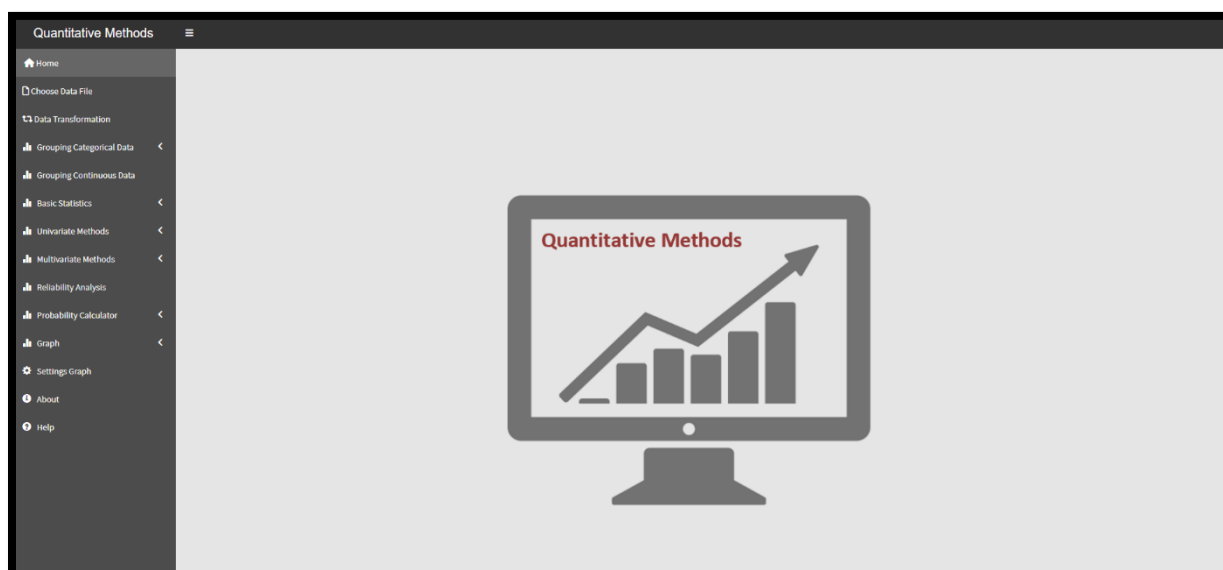 Quantitative Methods
Home
Choose Data File
Data Transformation
Grouping Categorical Data
Grouping Continuous Data
Basic Statistics
Univariate Methods
Multivariate Methods
Reliability Analysis
Probability Calculator
Graph
Settings Graph
About
Help
Quantitative Methods